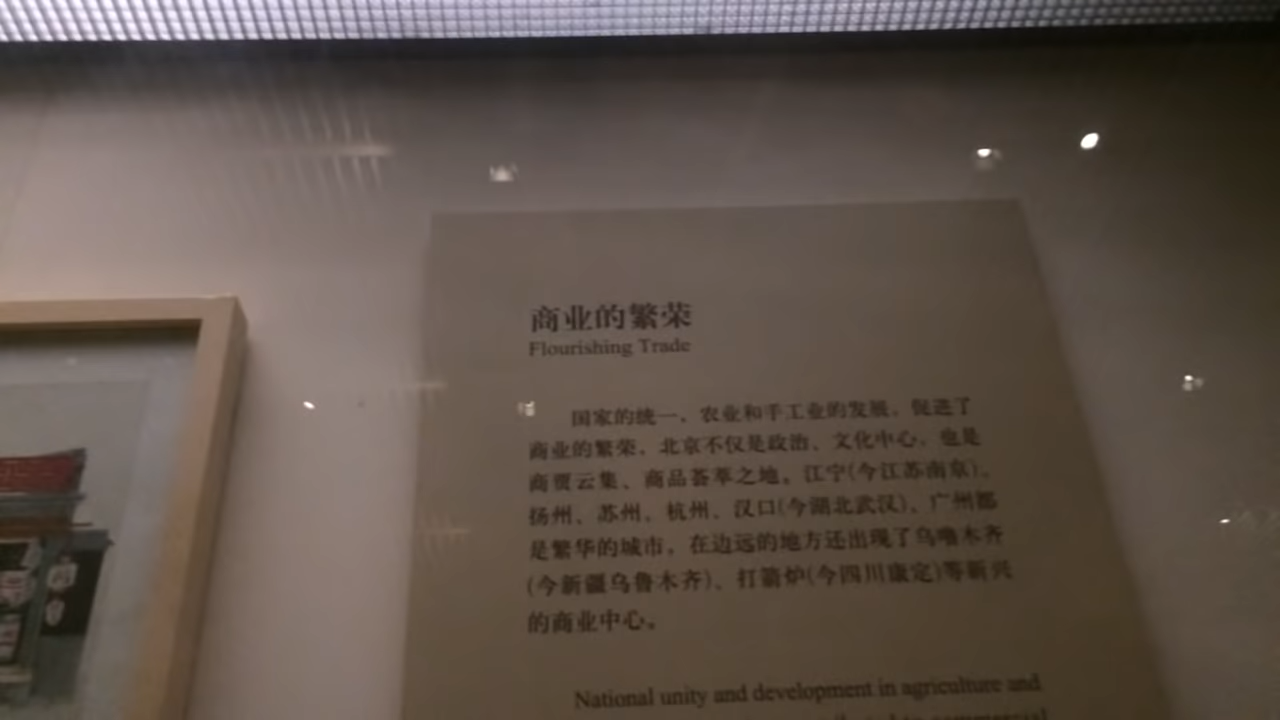 商业的繁荣
Flourishing Trade
国家的统一、农业和手工业的发展，促进了
商业的繁荣。北京不仅是政治、文化中心，也是
商贾云集、商品荟萃之地。江宁(今江苏南京)、
扬州、苏州、杭州、汉口(今湖北武汉)、广州都
是繁华的城市。在边远的地方还出现了乌噜木齐
(今新疆乌鲁木齐)、打箭炉(今四川康定)等新兴
的商业中心。
National unity and development in agriculture and
commercial